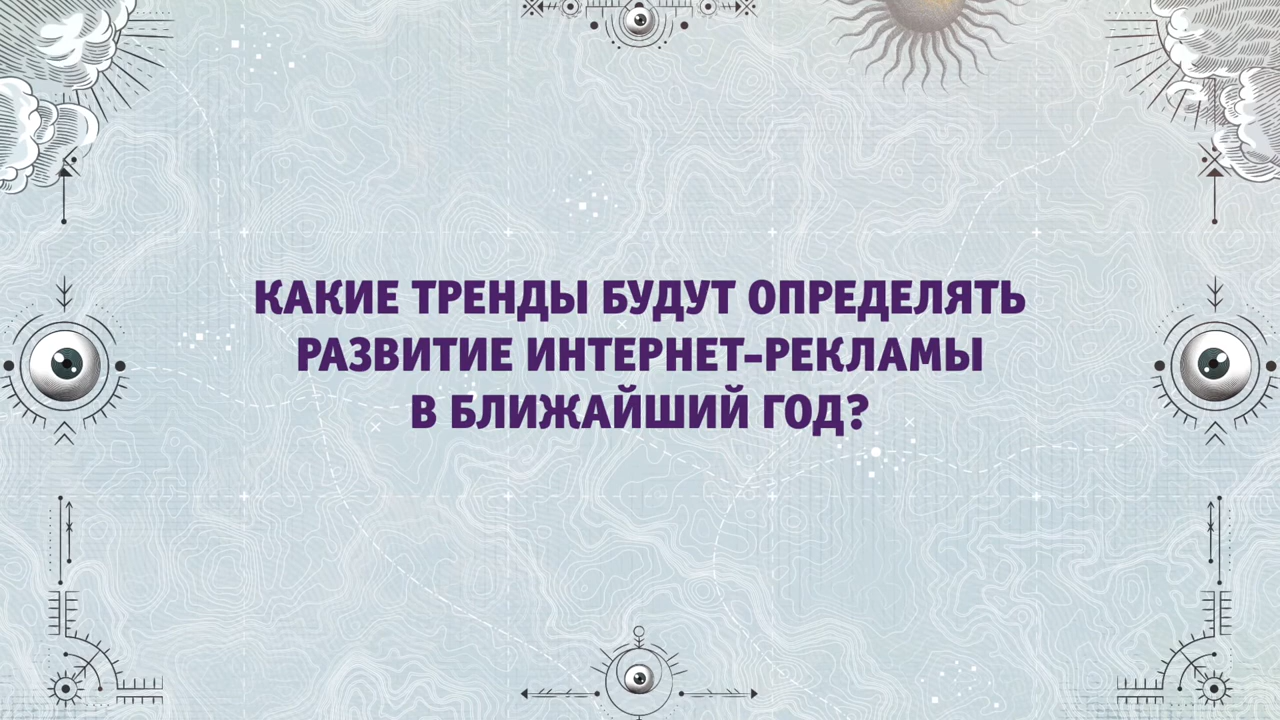 КАКИЕ ТРЕНДЫ БУДУТ ОПРЕДЕЛЯТЬ
РАЗВИТИЕ ИНТЕРНЕТ-РЕКЛАМЫ
В БЛИЖАЙШИЙ ГОД?